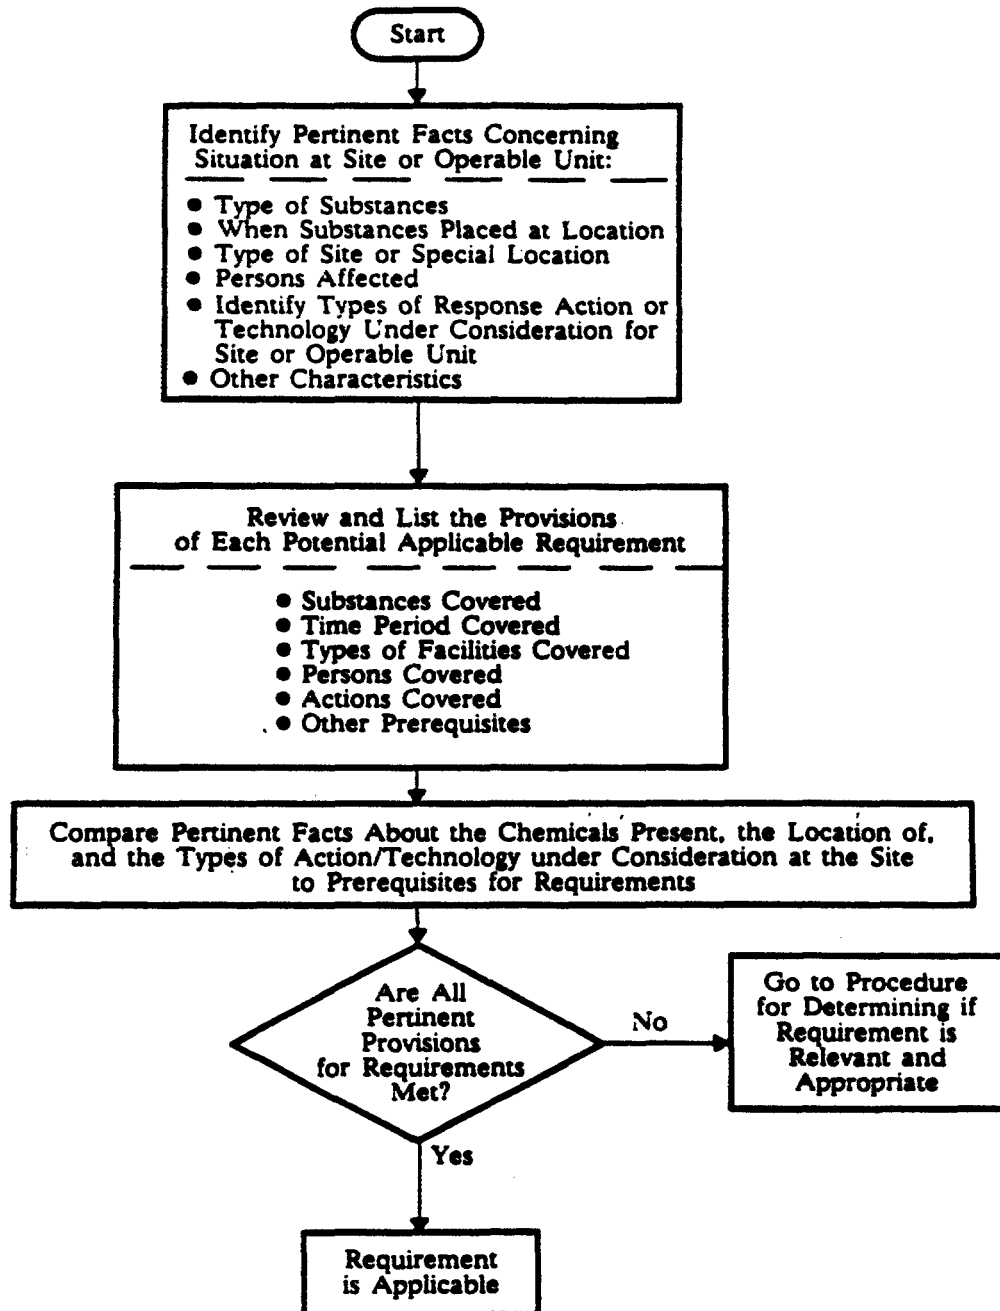 Start
Identify Pertinent Facts Concerning
Situation at Site or Operable Unit:
● Type of Substances
● When Substances Placed at Location
● Type of Site or Special Location
● Persons Affected
● Identify Types of Response Action or
Technology Under Consideration for
Site or Operable Unit
● Other Characteristics
Review and List the Provisions
of Each Potential Applicable Requirement
● Substances Covered
● Time Period Covered
● Types of Facilities Covered
● Persons Covered
● Actions Covered
● Other Prerequisites
Compare Pertinent Facts About the Chemicals Present, the Location of,
and the Types of Action/Technology under Consideration at the Site
to Prerequisites for Requirements
Are All
Pertinent
Provisions
for Requirements
Met?
No
Go to Procedure
for Determining if
Requirement is
Relevant and
Appropriate
Yes
Requirement
is Applicable